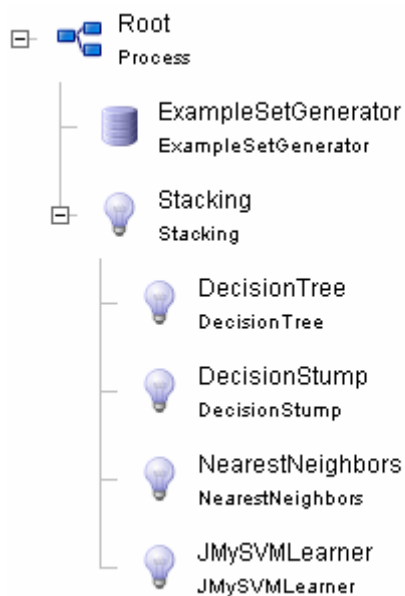 Root
Process
ExampleSetGenerator
ExampleSetGenerator
Stacking
Stacking
DecisionTree
DecisionTree
DecisionStump
DecisionStump
NearestNeighbors
NearestNeighbors
JMySVMLearner
JMySVMLearner